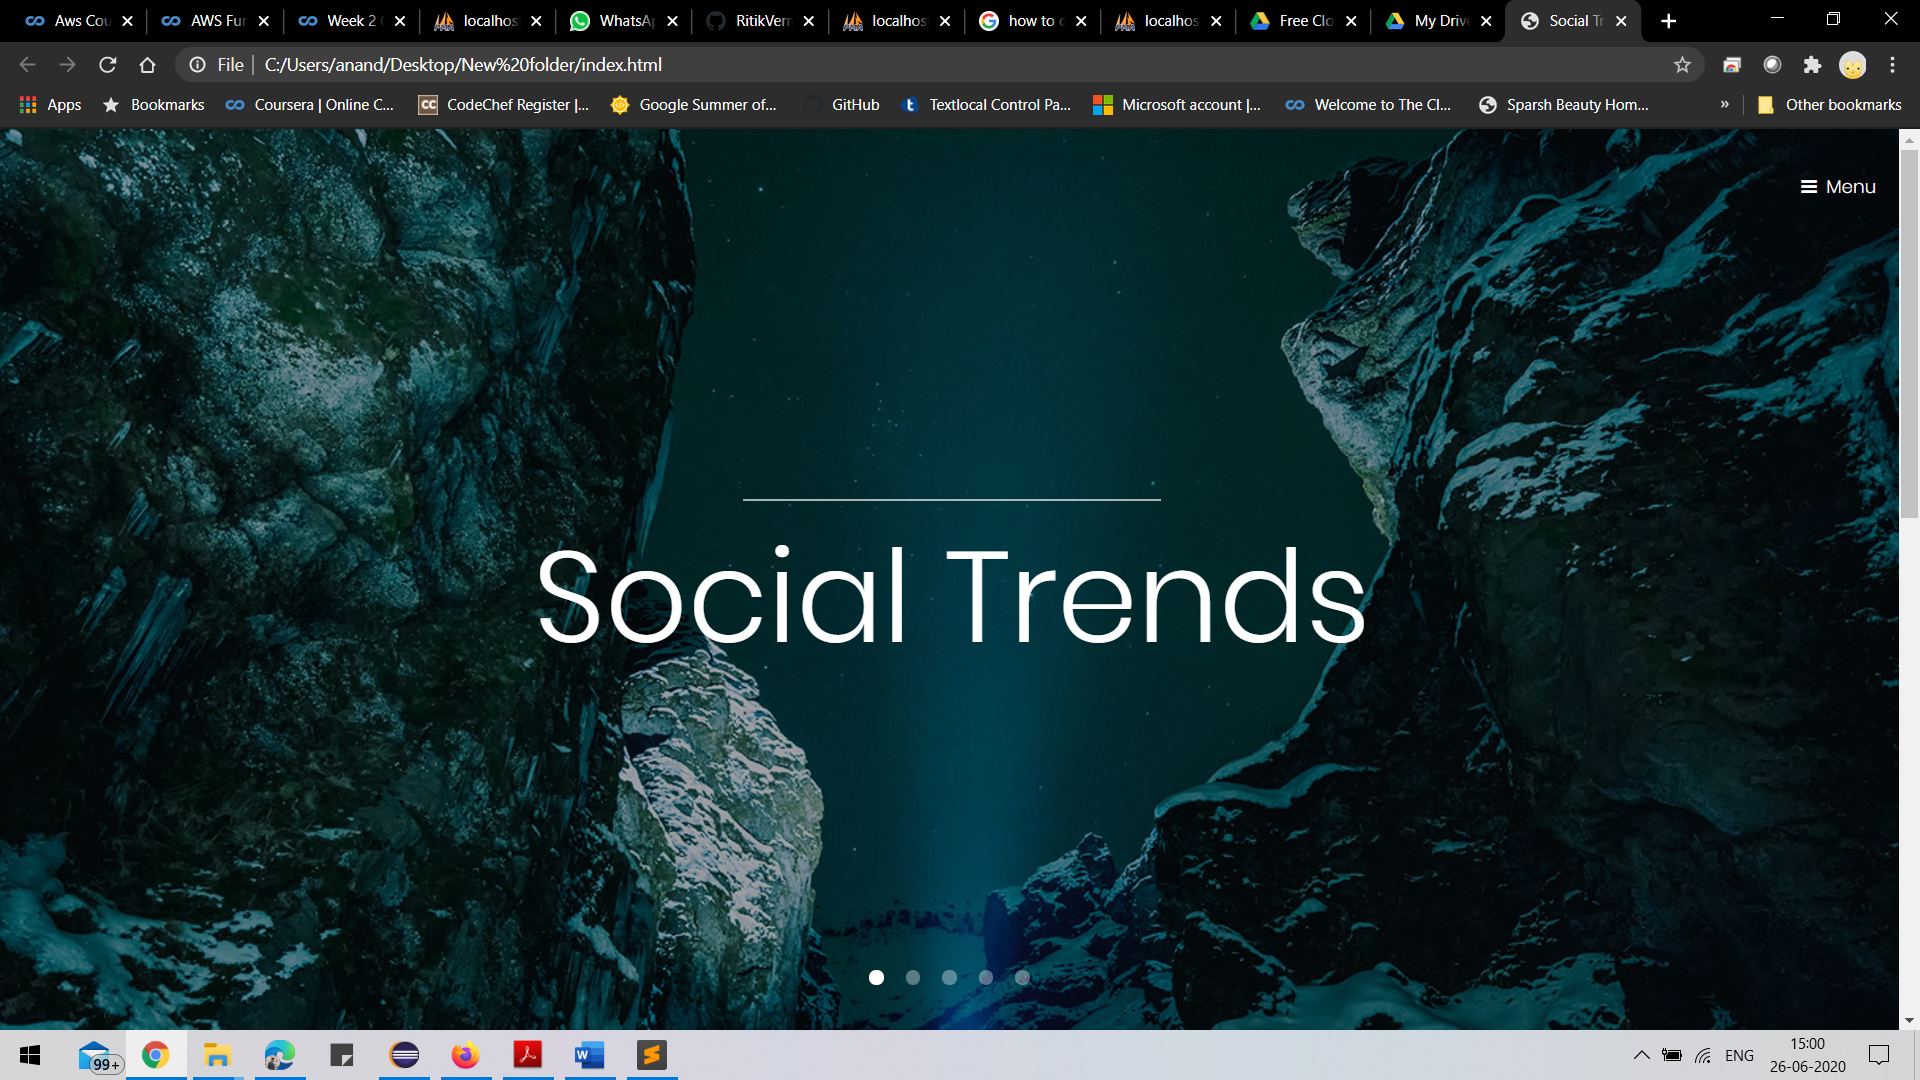 Aws Cou
AWS Fur
Week 2
localhos
WhatsAp
RitikVern
localhos
how to c
localhos
Free Clo
My Drive
Social Tr
File
C:/Users/anand/Desktop/New%20folder/index.html
Apps
Bookmarks
Coursera | Online C...
CC
CodeChef Register |...
Google Summer of...
GitHub
t
Textlocal Control Pa...
Microsoft account |...
Welcome to The Cl...
Sparsh Beauty Hom...
»
Other bookmarks
Menu
Social Trends
99+
W
ENG
15:00
26-06-2020